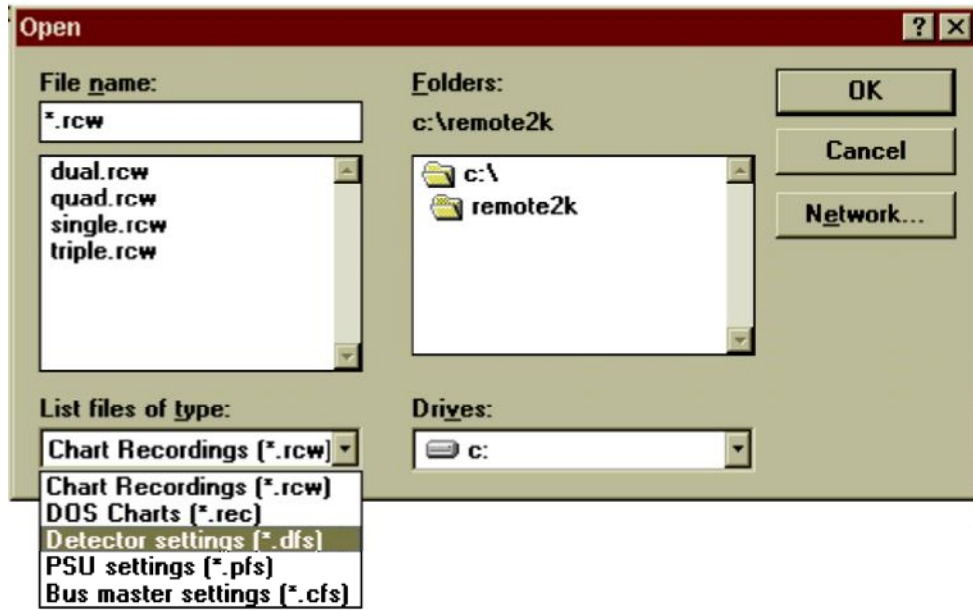 Open
File name:
*.rcw
dual.rcw
quad.rcw
single.rcw
triple.rcw
List files of type:
Chart Recordings (*.rcw)
Chart Recordings (*.rcw)
DOS Charts (*.rec)
Detector settings (*.dfs)
PSU settings (*.pfs)
Bus master settings (*.cfs)
Folders:
c:\remote2k
c:\
remote2k
Drives:
c:
OK
Cancel
Network...